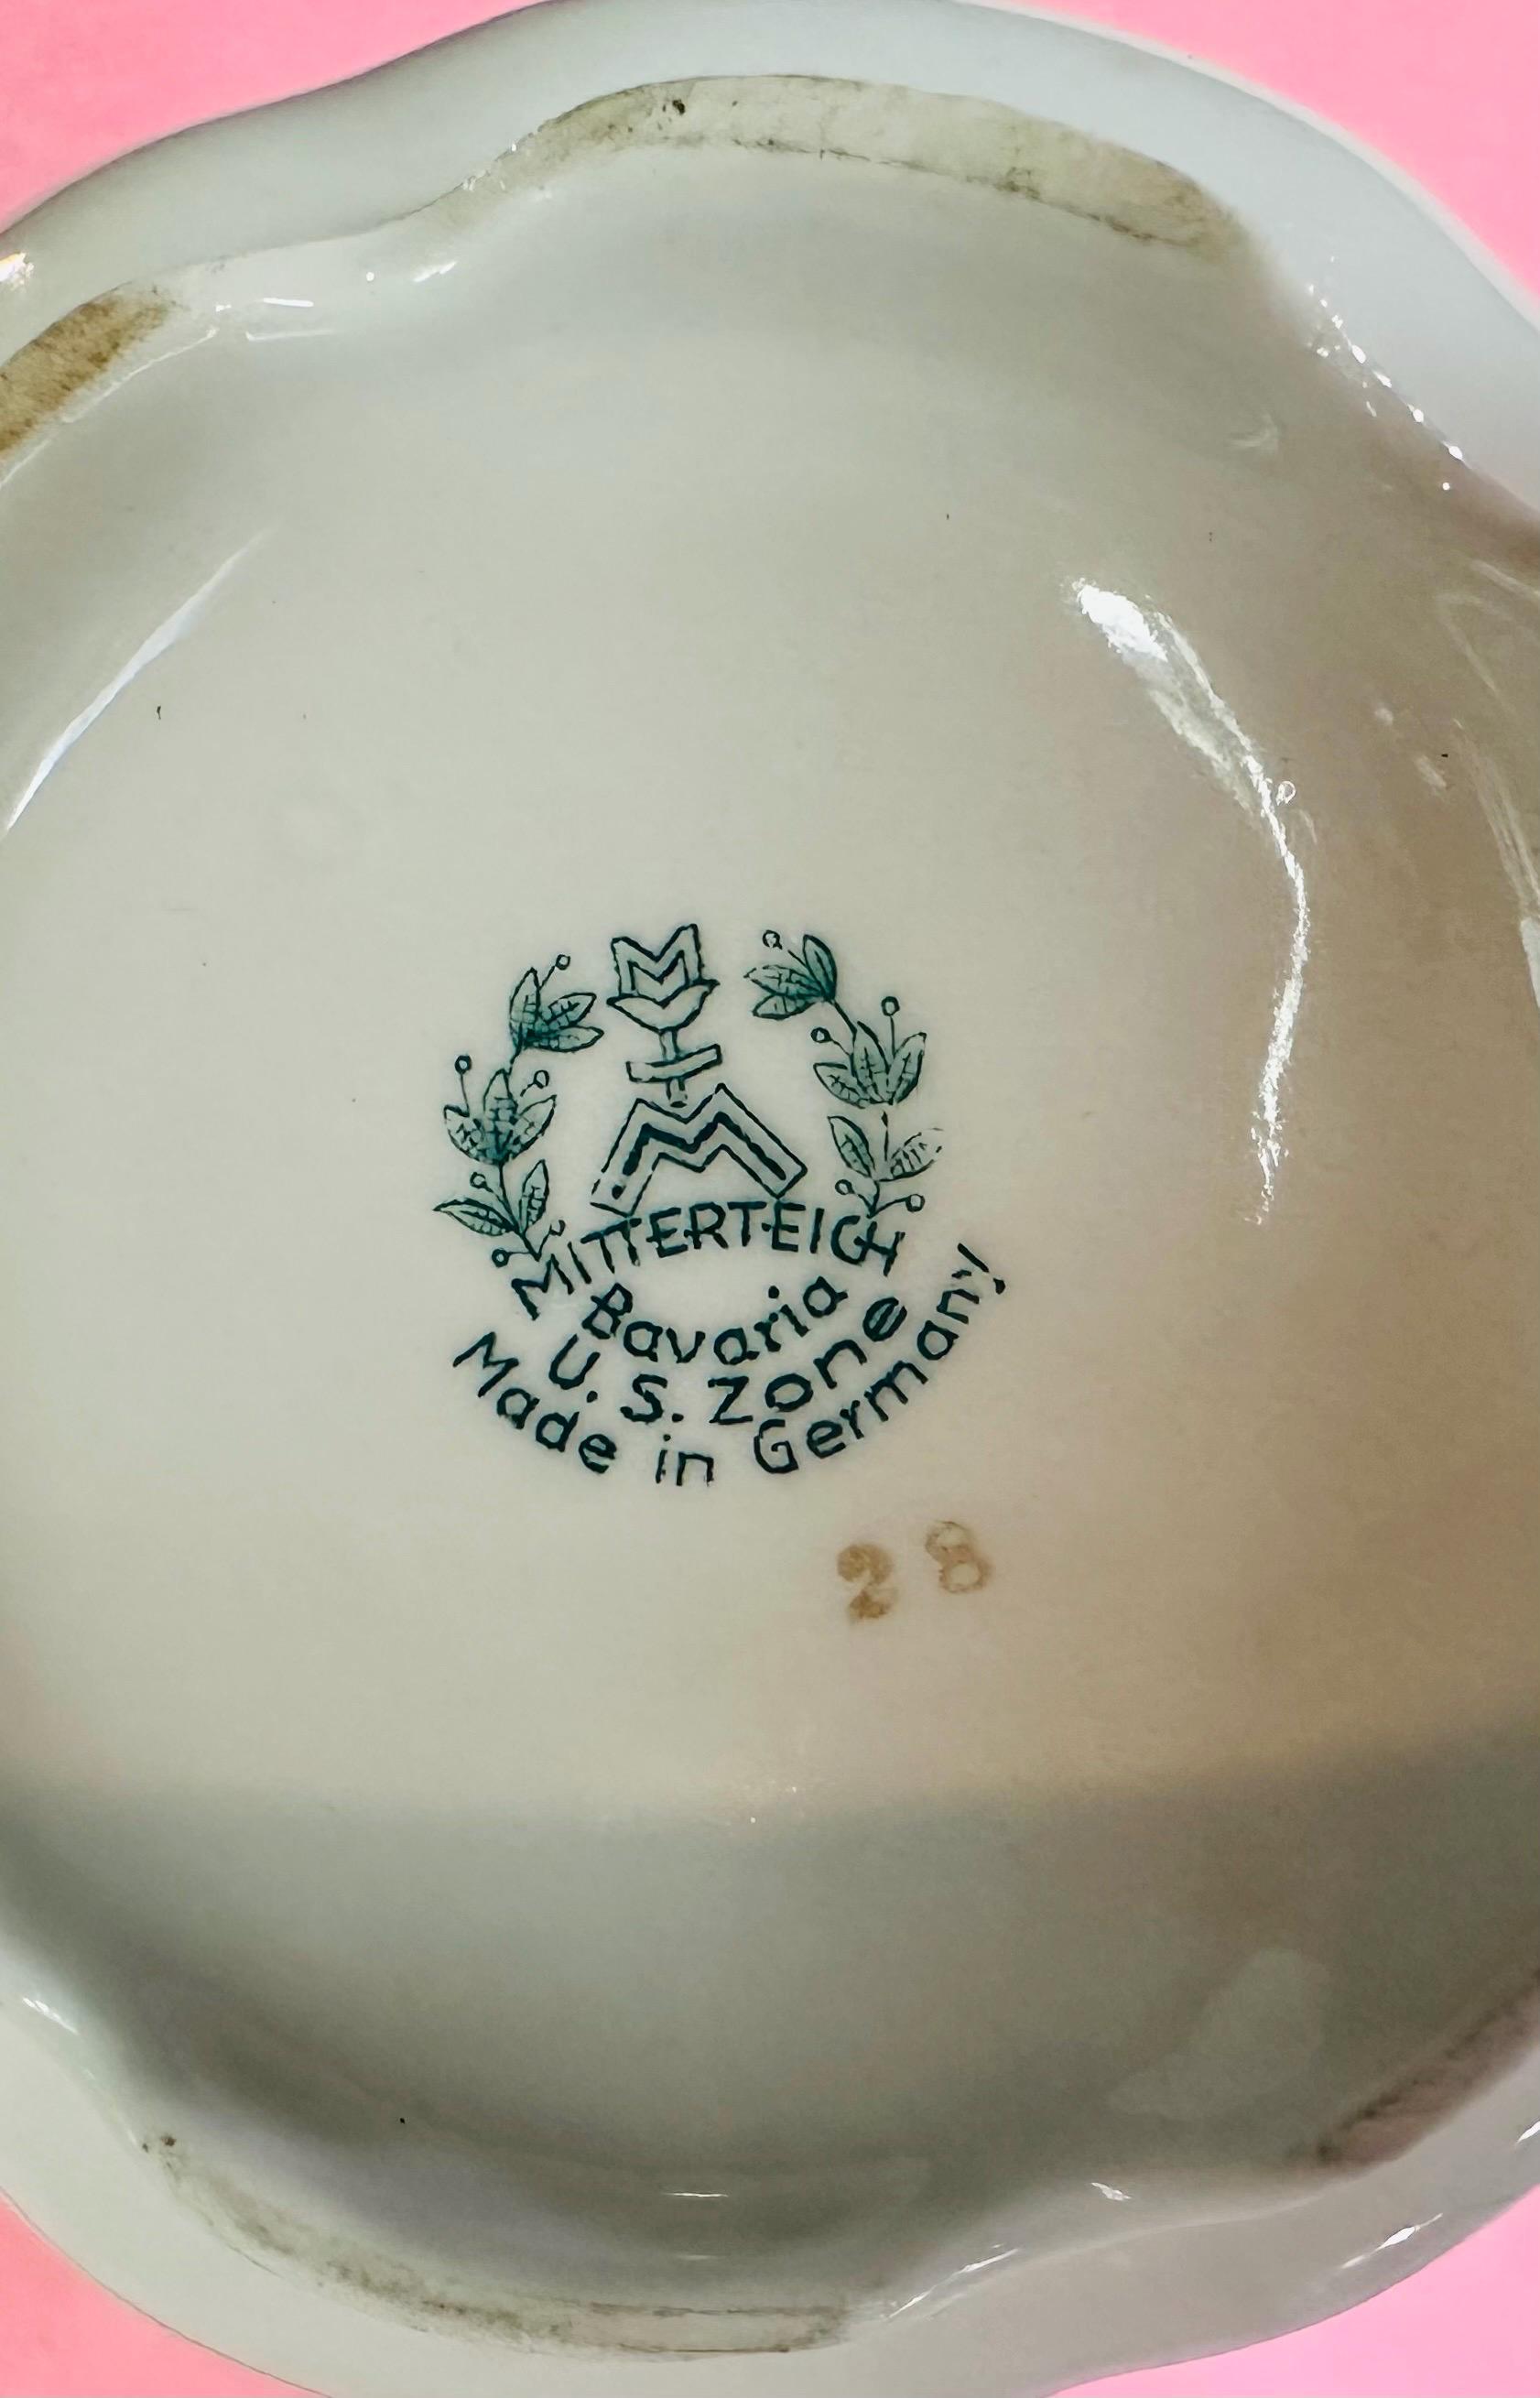 M
M
MITTERTEICH
Bavaria
U. S. Zone
Made in Germany
28